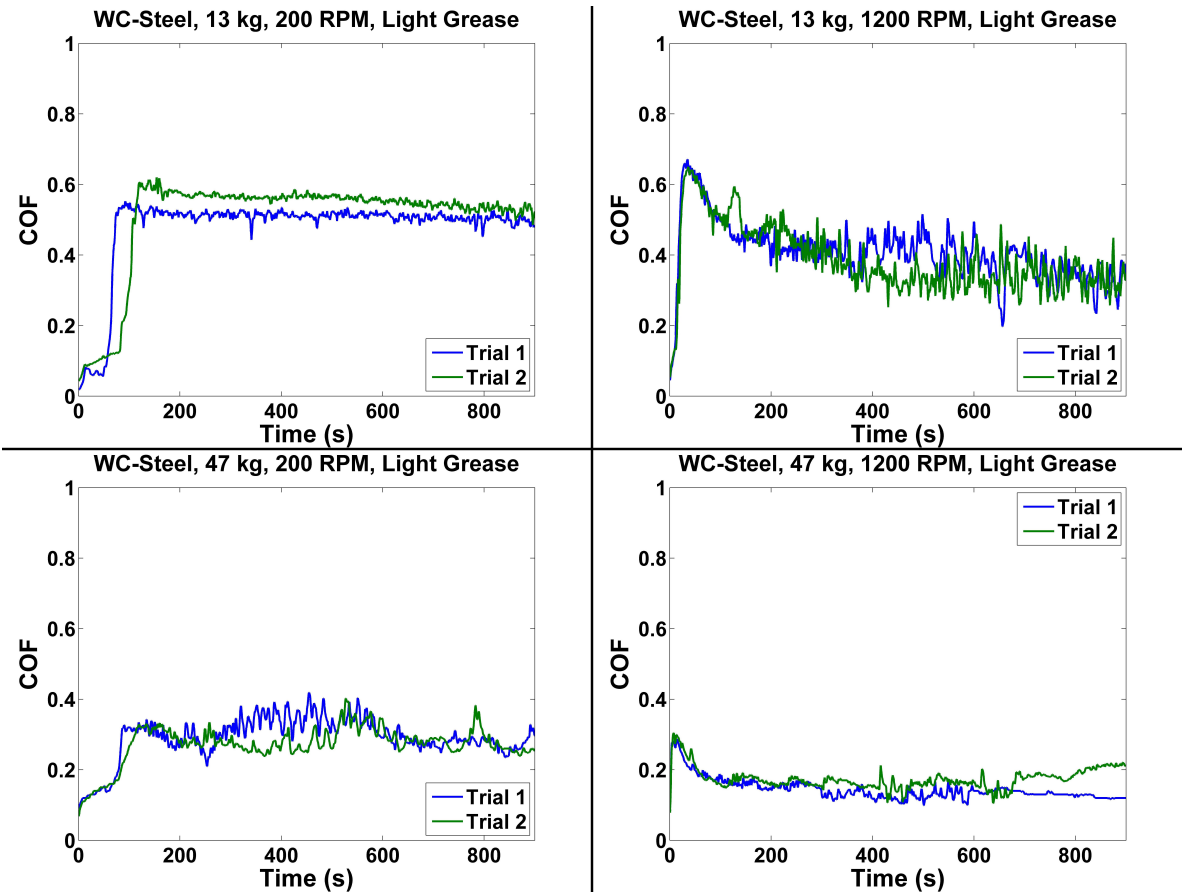 WC-Steel, 13 kg, 200 RPM, Light Grease
1
0.8
0.6
0.4
0.2
0
COF
0 200 400 600 800
Time (s)
Trial 1
Trial 2
WC-Steel, 13 kg, 1200 RPM, Light Grease
1
0.8
0.6
0.4
0.2
0
COF
0 200 400 600 800
Time (s)
Trial 1
Trial 2
WC-Steel, 47 kg, 200 RPM, Light Grease
1
0.8
0.6
0.4
0.2
0
COF
0 200 400 600 800
Time (s)
Trial 1
Trial 2
WC-Steel, 47 kg, 1200 RPM, Light Grease
1
0.8
0.6
0.4
0.2
0
COF
0 200 400 600 800
Time (s)
Trial 1
Trial 2